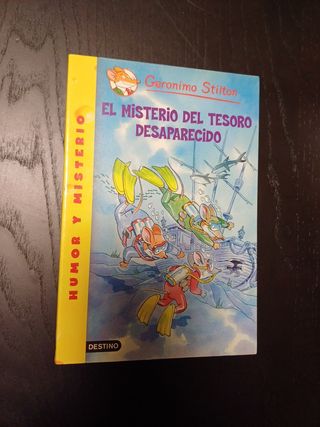 Geronimo Stilton
EL MISTERIO DEL TESORO
DESAPARECIDO
HUMOR Y MISTERIO
DESTINO